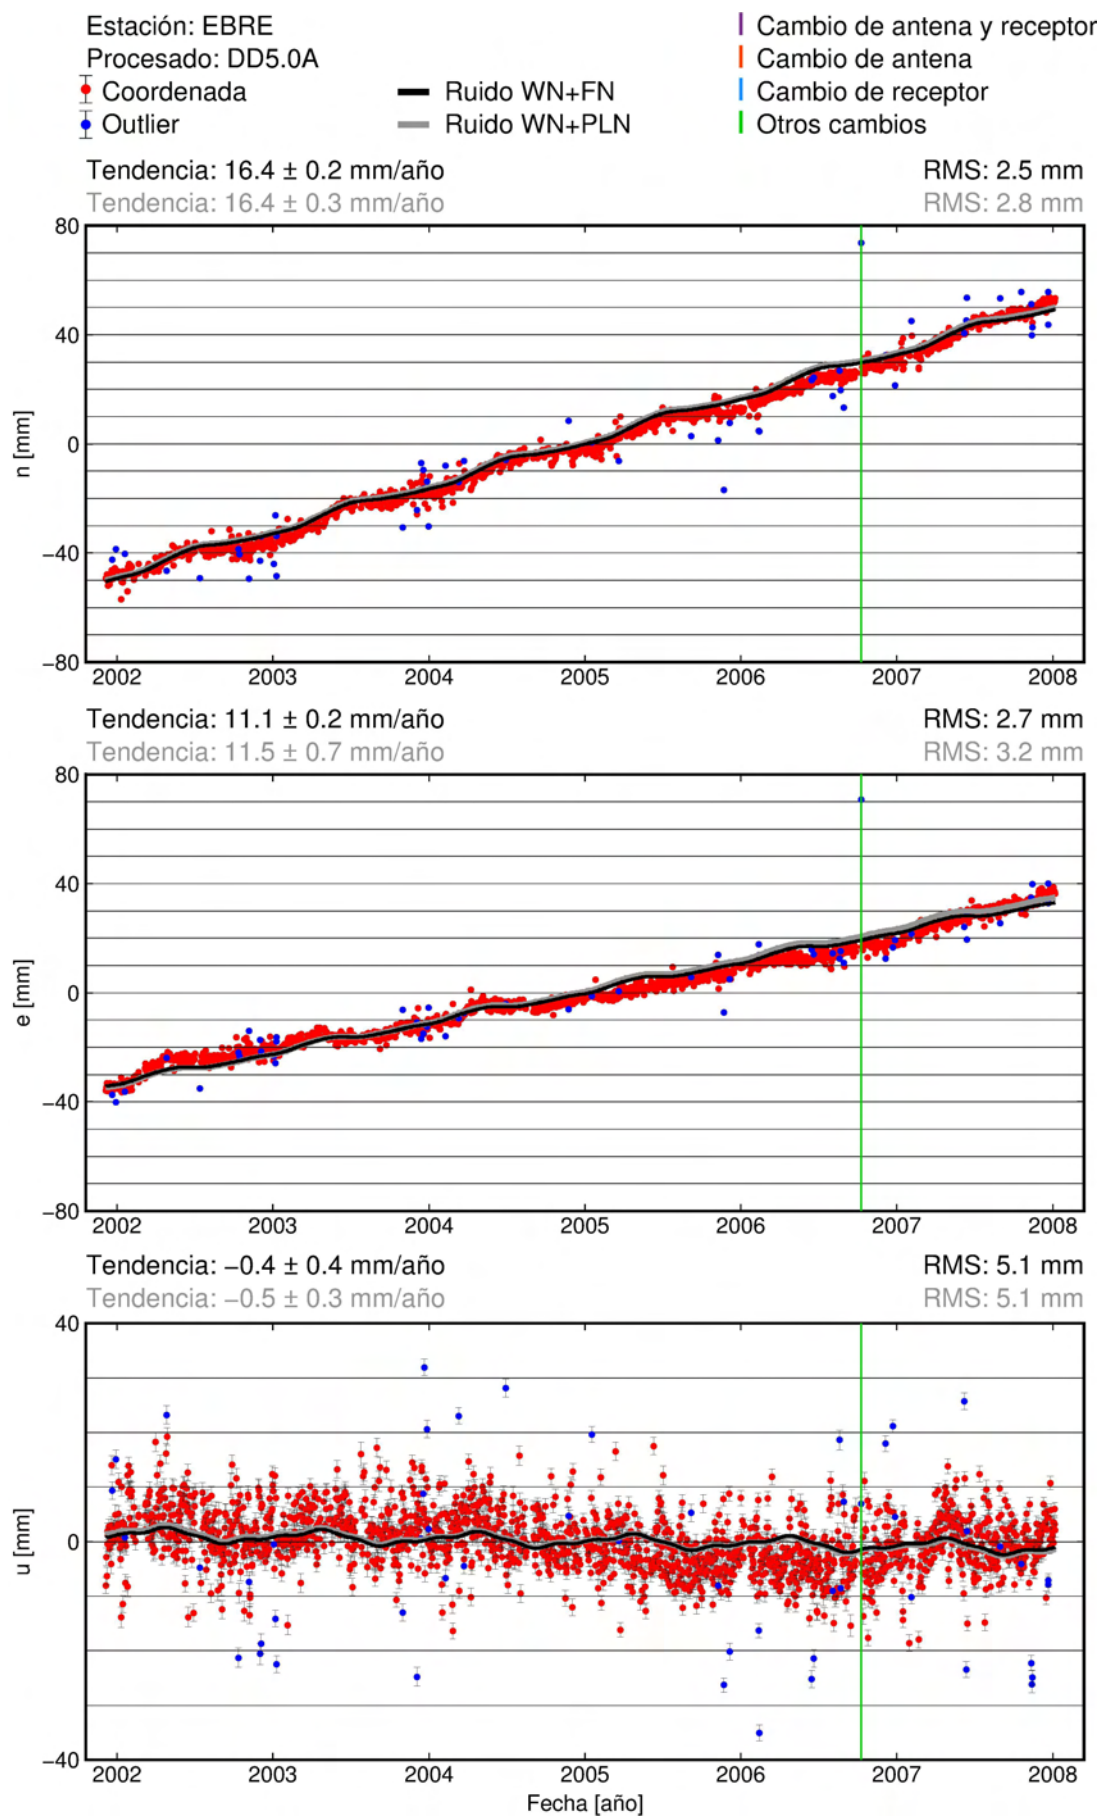 Estación: EBRE
Procesado: DD5.0A
Coordenada
Outlier
Ruido WN+FN
Ruido WN+PLN
Cambio de antena y receptor
Cambio de antena
Cambio de receptor
Otros cambios
Tendencia: 16.4 ± 0.2 mm/año RMS: 2.5 mm
Tendencia: 16.4 ± 0.3 mm/año RMS: 2.8 mm
80
40
0
−40
−80
n [mm]
2002 2003 2004 2005 2006 2007 2008
Tendencia: 11.1 ± 0.2 mm/año RMS: 2.7 mm
Tendencia: 11.5 ± 0.7 mm/año RMS: 3.2 mm
80
40
0
−40
−80
e [mm]
2002 2003 2004 2005 2006 2007 2008
Tendencia: −0.4 ± 0.4 mm/año RMS: 5.1 mm
Tendencia: −0.5 ± 0.3 mm/año RMS: 5.1 mm
40
0
−40
u [mm]
2002 2003 2004 2005 2006 2007 2008
Fecha [año]